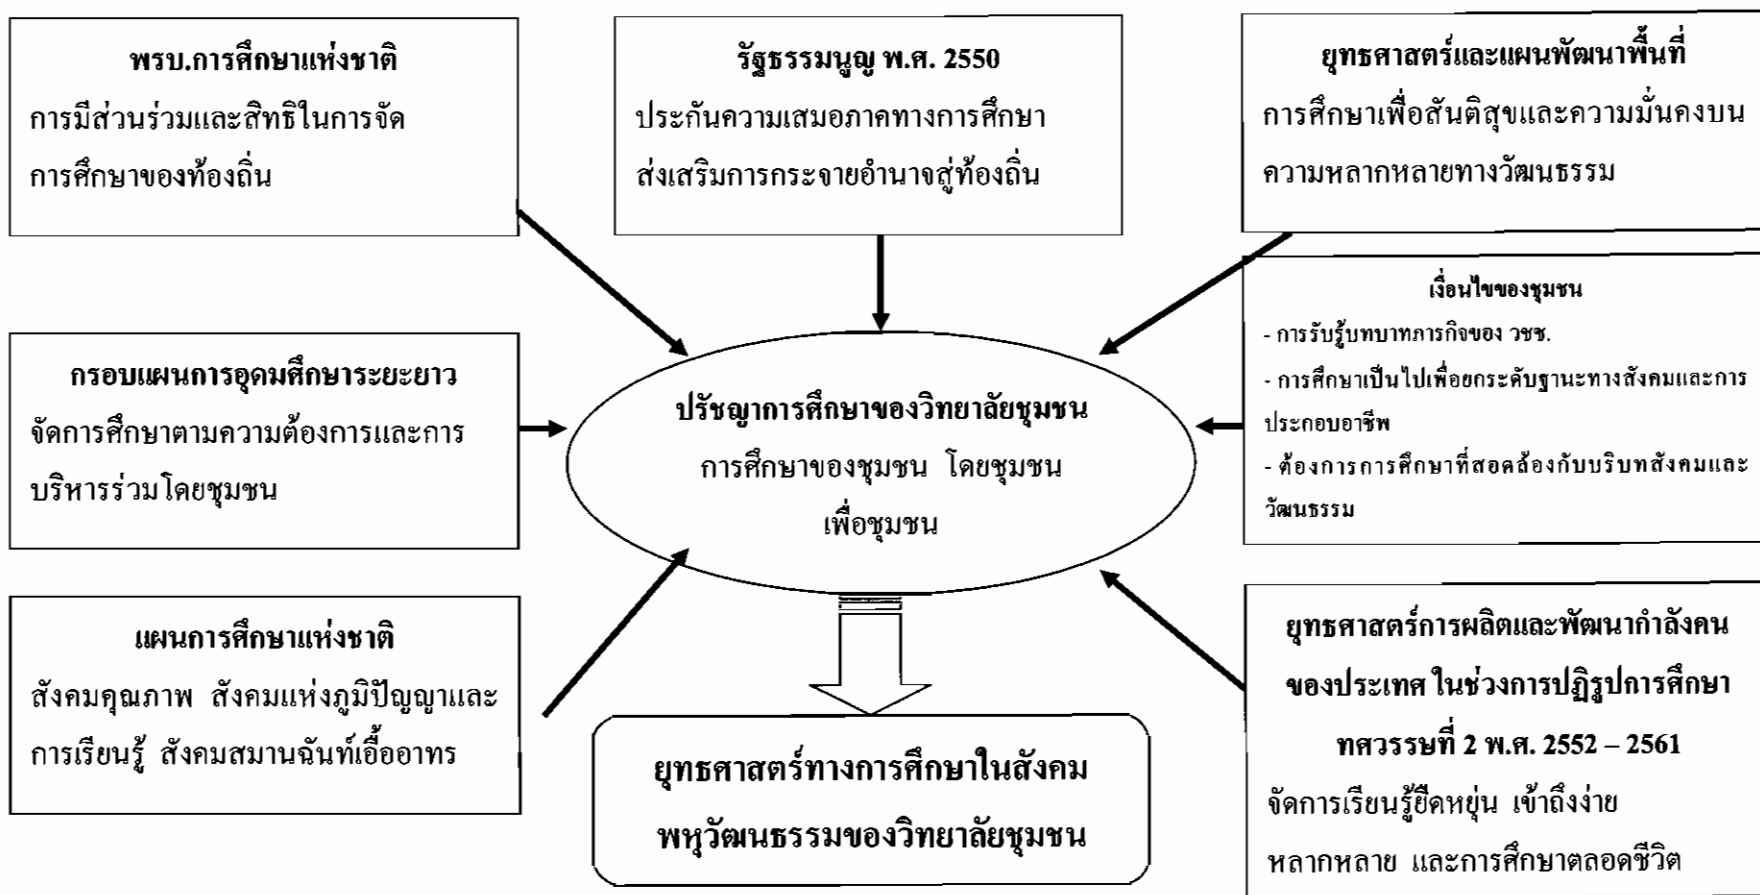 พรบ.การศึกษาแห่งชาติ
การมีส่วนร่วมและสิทธิในการจัด
การศึกษาของท้องถิ่น
รัฐธรรมนูญ พ.ศ. 2550
ประกันความเสมอภาคทางการศึกษา
ส่งเสริมการกระจายอำนาจสู่ท้องถิ่น
ยุทธศาสตร์และแผนพัฒนาพื้นที่
การศึกษาเพื่อสันติสุขและความมั่นคงบน
ความหลากหลายทางวัฒนธรรม
กรอบแผนการอุดมศึกษาระยะยาว
จัดการศึกษาตามความต้องการและการ
บริหารร่วมโดยชุมชน
ปรัชญาการศึกษาของวิทยาลัยชุมชน
การศึกษาของชุมชน โดยชุมชน
เพื่อชุมชน
เงื่อนไขของชุมชน
- การรับรู้บทบาทภารกิจของ วชช.
- การศึกษาเป็นไปเพื่อยกระดับฐานะทางสังคมและการ
ประกอบอาชีพ
- ต้องการการศึกษาที่สอดคล้องกับบริบทสังคมและ
วัฒนธรรม
แผนการศึกษาแห่งชาติ
สังคมคุณภาพ สังคมแห่งภูมิปัญญาและ
การเรียนรู้ สังคมสมานฉันท์เอื้ออาทร
ยุทธศาสตร์ทางการศึกษาในสังคม
พหุวัฒนธรรมของวิทยาลัยชุมชน
ยุทธศาสตร์การผลิตและพัฒนากำลังคน
ของประเทศ ในช่วงการปฏิรูปการศึกษา
ทศวรรษที่ 2 พ.ศ. 2552 – 2561
จัดการเรียนรู้ยืดหยุ่น เข้าถึงง่าย
หลากหลาย และการศึกษาตลอดชีวิต